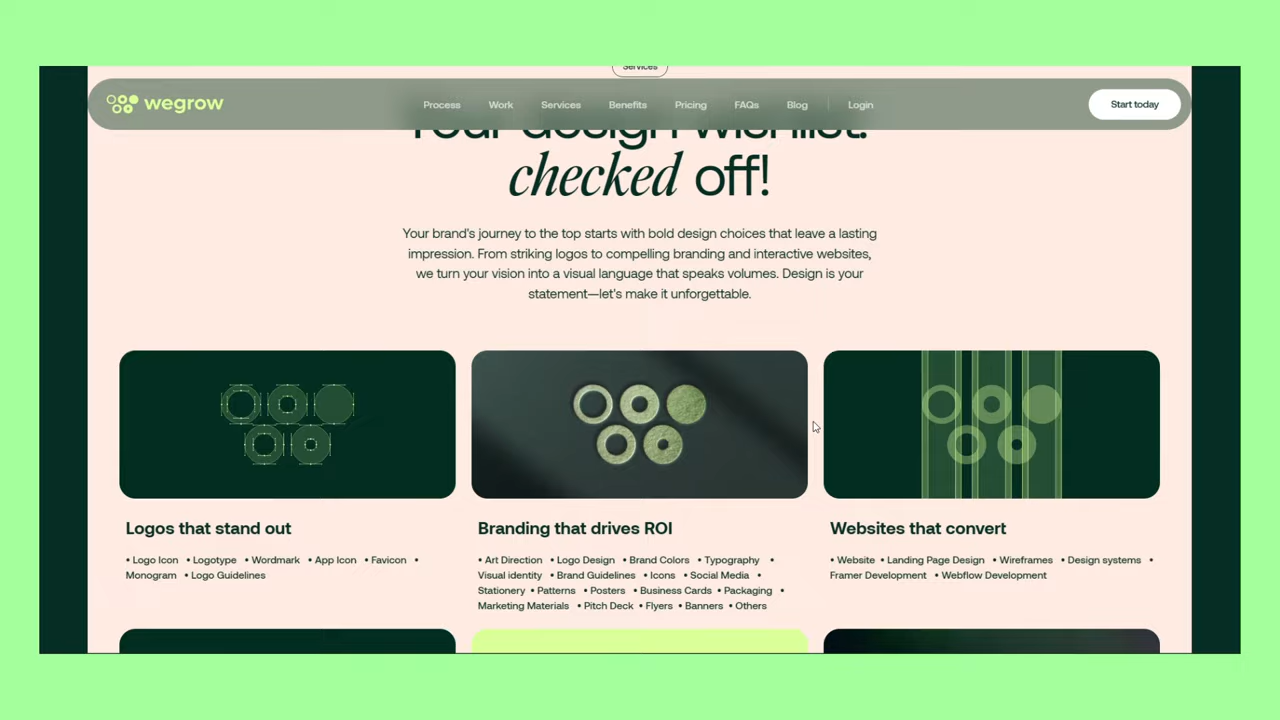 Services
wegrow
Process
Work
Services
Benefits
Pricing
FAQs
Blog
Login
Start today
Your design wishlist:
checked off!
Your brand's journey to the top starts with bold design choices that leave a lasting
impression. From striking logos to compelling branding and interactive websites,
we turn your vision into a visual language that speaks volumes. Design is your
statement—let's make it unforgettable.
Logos that stand out
• Logo Icon • Logotype • Wordmark • App Icon • Favicon •
Monogram • Logo Guidelines
Branding that drives ROI
• Art Direction • Logo Design • Brand Colors • Typography •
Visual identity • Brand Guidelines • Icons • Social Media •
Stationery • Patterns • Posters • Business Cards • Packaging •
Marketing Materials • Pitch Deck • Flyers • Banners • Others
Websites that convert
• Website • Landing Page Design • Wireframes • Design systems •
Framer Development • Webflow Development